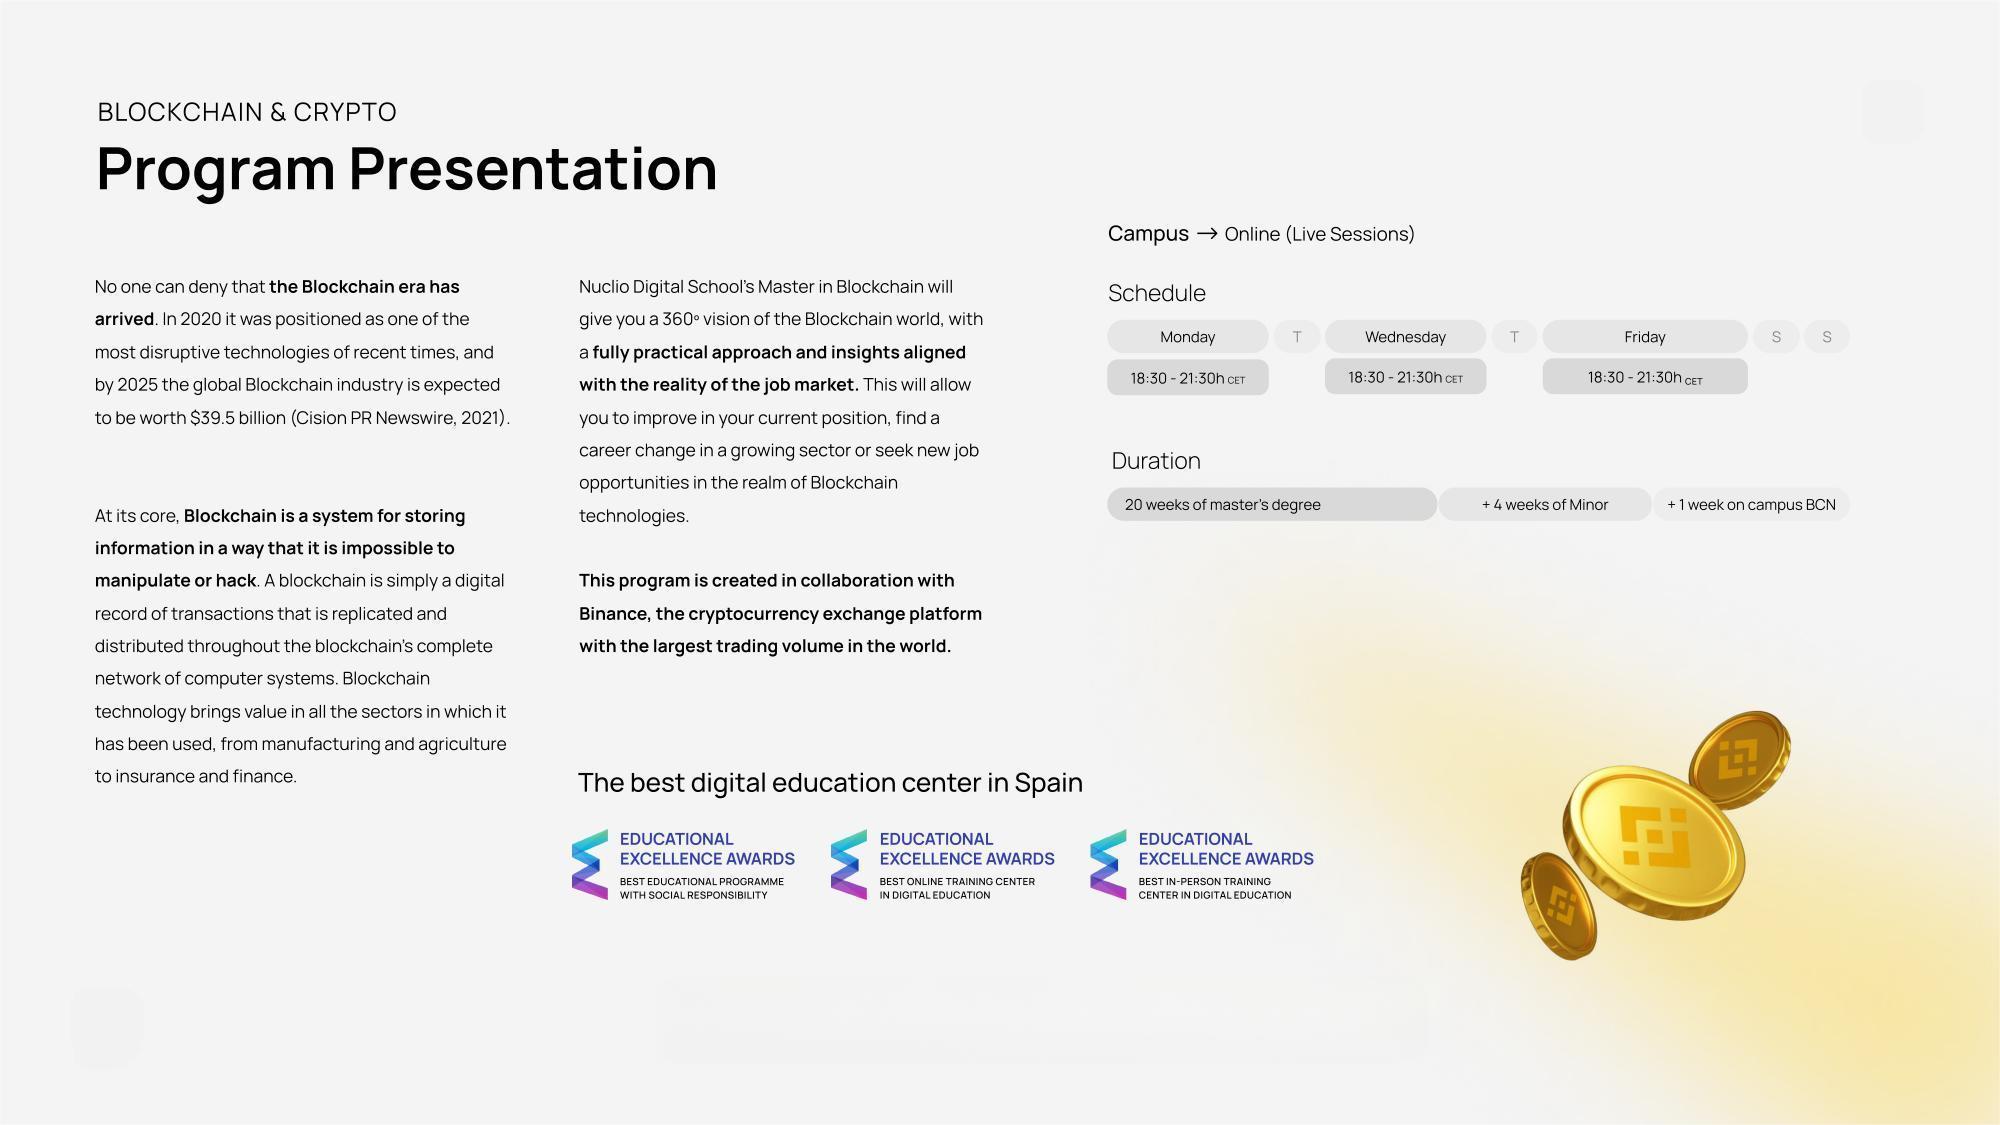 BLOCKCHAIN & CRYPTO
Program Presentation
No one can deny that the Blockchain era has
arrived. In 2020 it was positioned as one of the
most disruptive technologies of recent times, and
by 2025 the global Blockchain industry is expected
to be worth $39.5 billion (Cision PR Newswire, 2021).
At its core, Blockchain is a system for storing
information in a way that it is impossible to
manipulate or hack. A blockchain is simply a digital
record of transactions that is replicated and
distributed throughout the blockchain's complete
network of computer systems. Blockchain
technology brings value in all the sectors in which it
has been used, from manufacturing and agriculture
to insurance and finance.
Nuclio Digital School's Master in Blockchain will
give you a 360º vision of the Blockchain world, with
a fully practical approach and insights aligned
with the reality of the job market. This will allow
you to improve in your current position, find a
career change in a growing sector or seek new job
opportunities in the realm of Blockchain
technologies.
This program is created in collaboration with
Binance, the cryptocurrency exchange platform
with the largest trading volume in the world.
The best digital education center in Spain
EDUCATIONAL
EXCELLENCE AWARDS
BEST EDUCATIONAL PROGRAMME
WITH SOCIAL RESPONSIBILITY
EDUCATIONAL
EXCELLENCE AWARDS
BEST ONLINE TRAINING CENTER
IN DIGITAL EDUCATION
EDUCATIONAL
EXCELLENCE AWARDS
BEST IN-PERSON TRAINING
CENTER IN DIGITAL EDUCATION
Campus → Online (Live Sessions)
Schedule
Monday T Wednesday T Friday S S
18:30 - 21:30h CET 18:30 - 21:30h CET 18:30 - 21:30h CET
Duration
20 weeks of master's degree + 4 weeks of Minor + 1 week on campus BCN